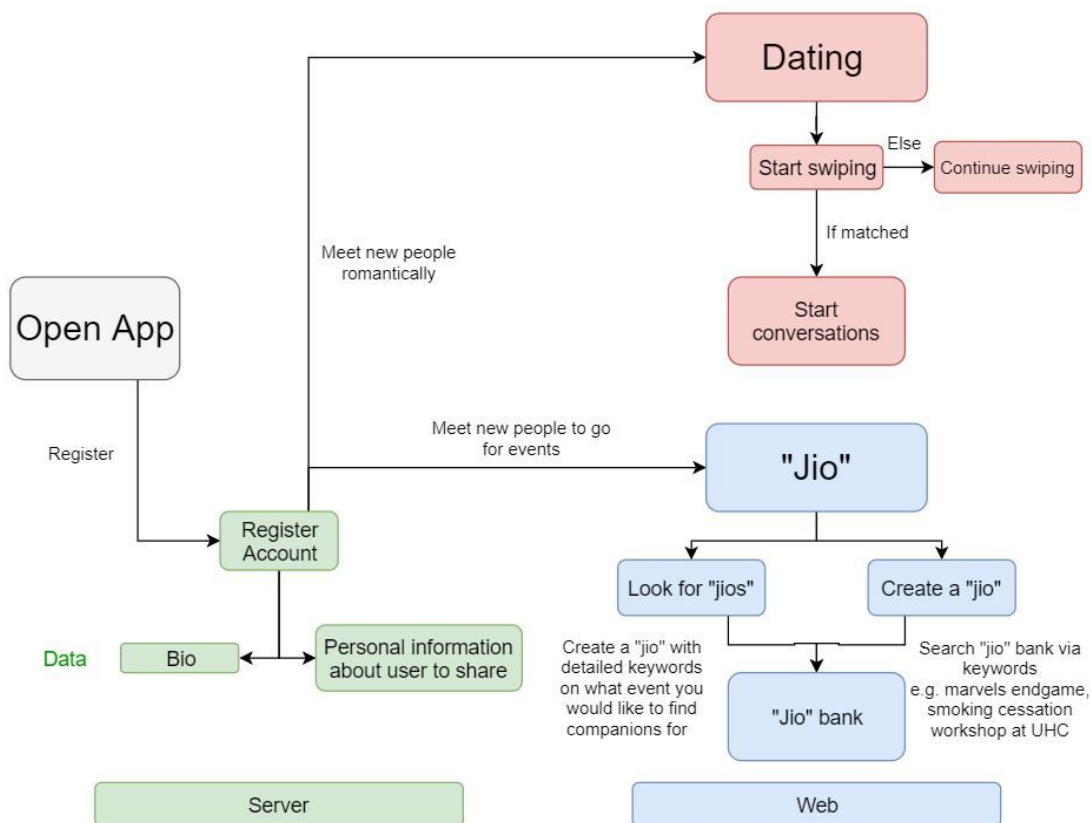 Dating
Start swiping
Else
Continue swiping
If matched
Start
conversations
Meet new people
romantically
Open App
Register
Meet new people to go
for events
"Jio"
Register
Account
Look for "jios"
Create a "jio"
Data
Bio
Personal information
about user to share
Create a "jio" with
detailed keywords
on what event you
would like to find
companions for
"Jio" bank
Search "jio" bank via
keywords
e.g. marvels endgame,
smoking cessation
workshop at UHC
Server
Web